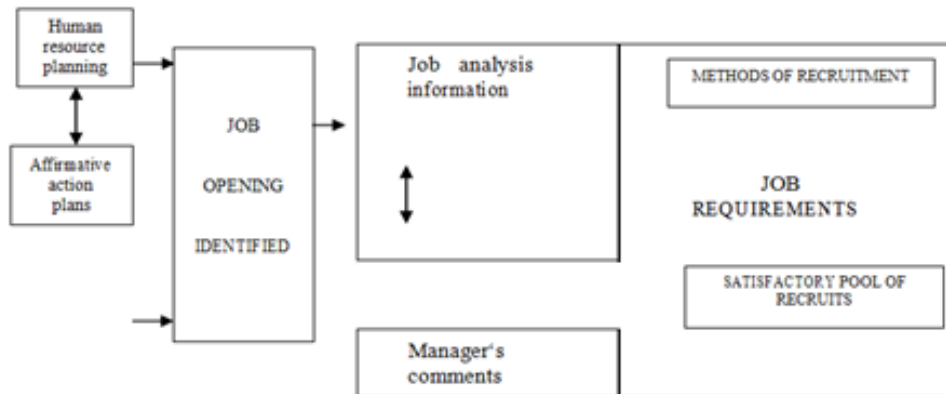 Human
resource
planning
Affirmative
action
plans
JOB
OPENING
IDENTIFIED
Job analysis
information
Manager's
comments
METHODS OF RECRUITMENT
JOB
REQUIREMENTS
SATISFACTORY POOL OF
RECRUITS